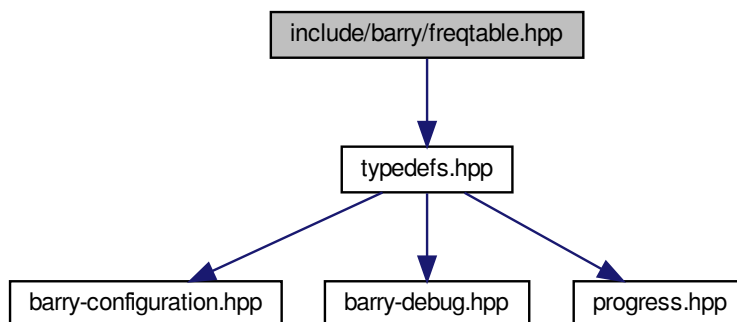 include/barry/freqtable.hpp
typedefs.hpp
barry-configuration.hpp
barry-debug.hpp
progress.hpp